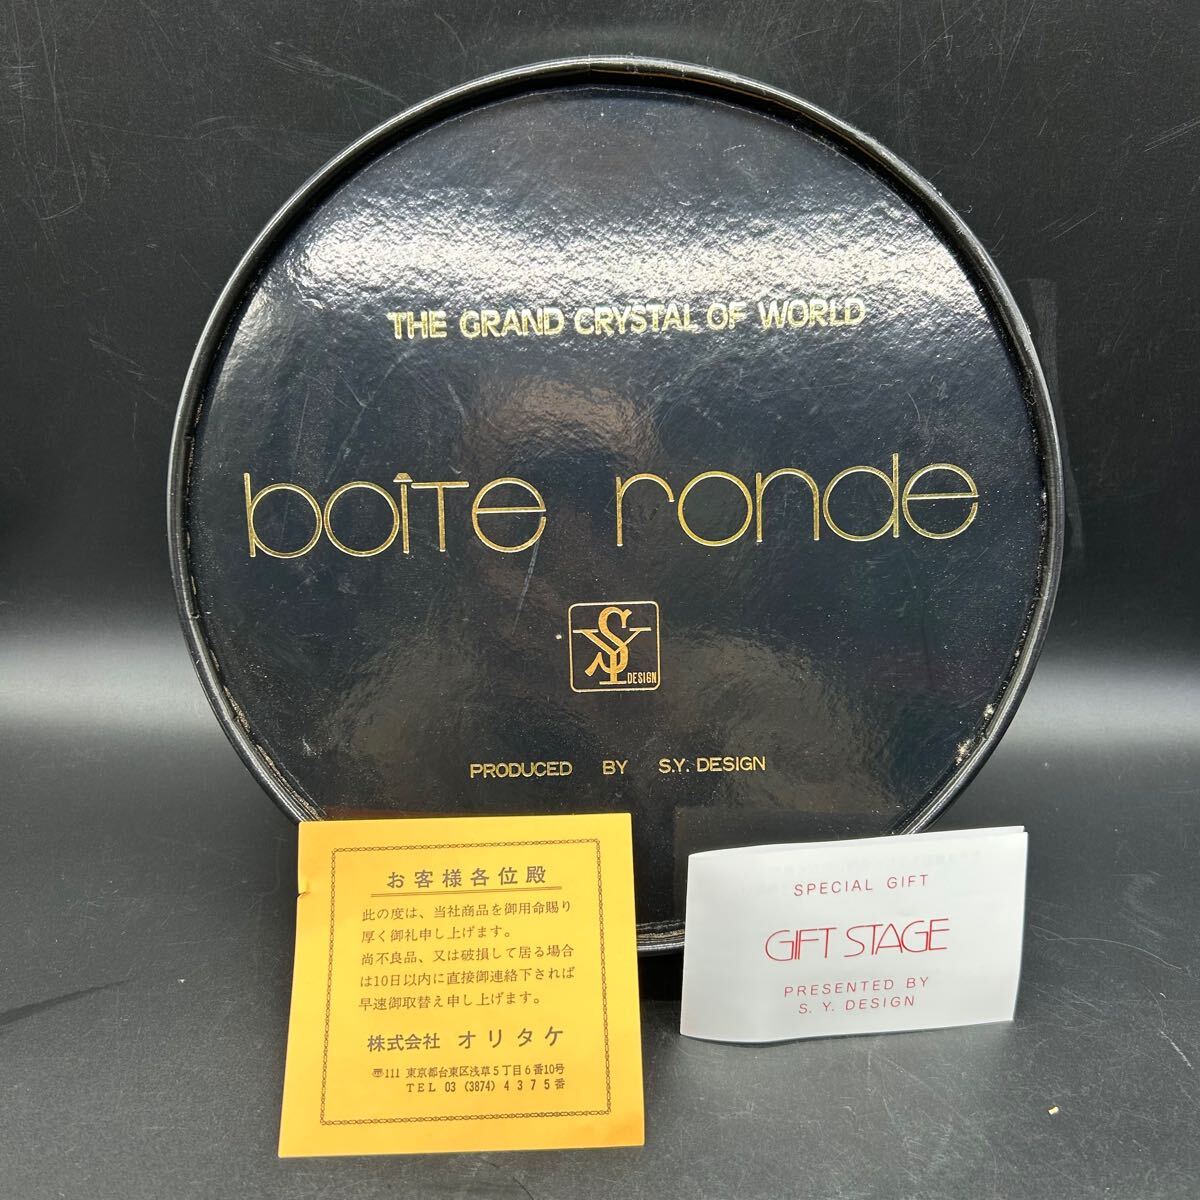 THE GRAND CRYSTAL OF WORLD
boîte ronde
SY
DESIGN
PRODUCED BY S.Y. DESIGN
お客様各位殿
此の度は、当社商品を御用命賜り
厚く御礼申し上げます。
尚不良品、又は破損して居る場合
は10日以内に直接御連絡下されば
早速御取替え申し上げます。
株式会社 オリタケ
〠111 東京都台東区浅草5丁目6番10号
TEL 03 (3874) 4375番
SPECIAL GIFT
GIFT STAGE
PRESENTED BY
S. Y. DESIGN